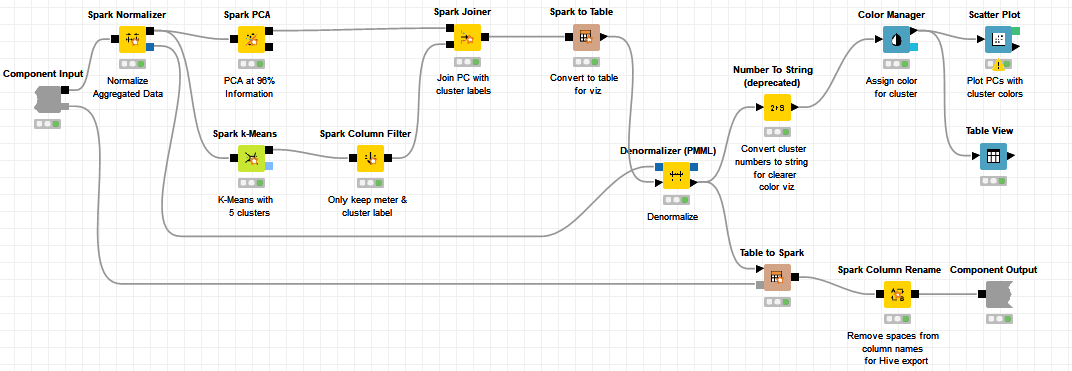 Spark Normalizer
Spark PCA
Spark Joiner
Spark to Table
Color Manager
Scatter Plot
Component Input
Normalize
Aggregated Data
PCA at 96%
Information
Join PC with
cluster labels
Convert to table
for viz
Number To String
(deprecated)
2→S
Assign color
for cluster
Plot PCs with
cluster colors
Spark k-Means
Spark Column Filter
Denormalizer (PMML)
Table View
Convert cluster
numbers to string
for clearer
color viz
K-Means with
5 clusters
Only keep meter &
cluster label
Denormalize
Table to Spark
Spark Column Rename
Component Output
Remove spaces from
column names
for Hive export